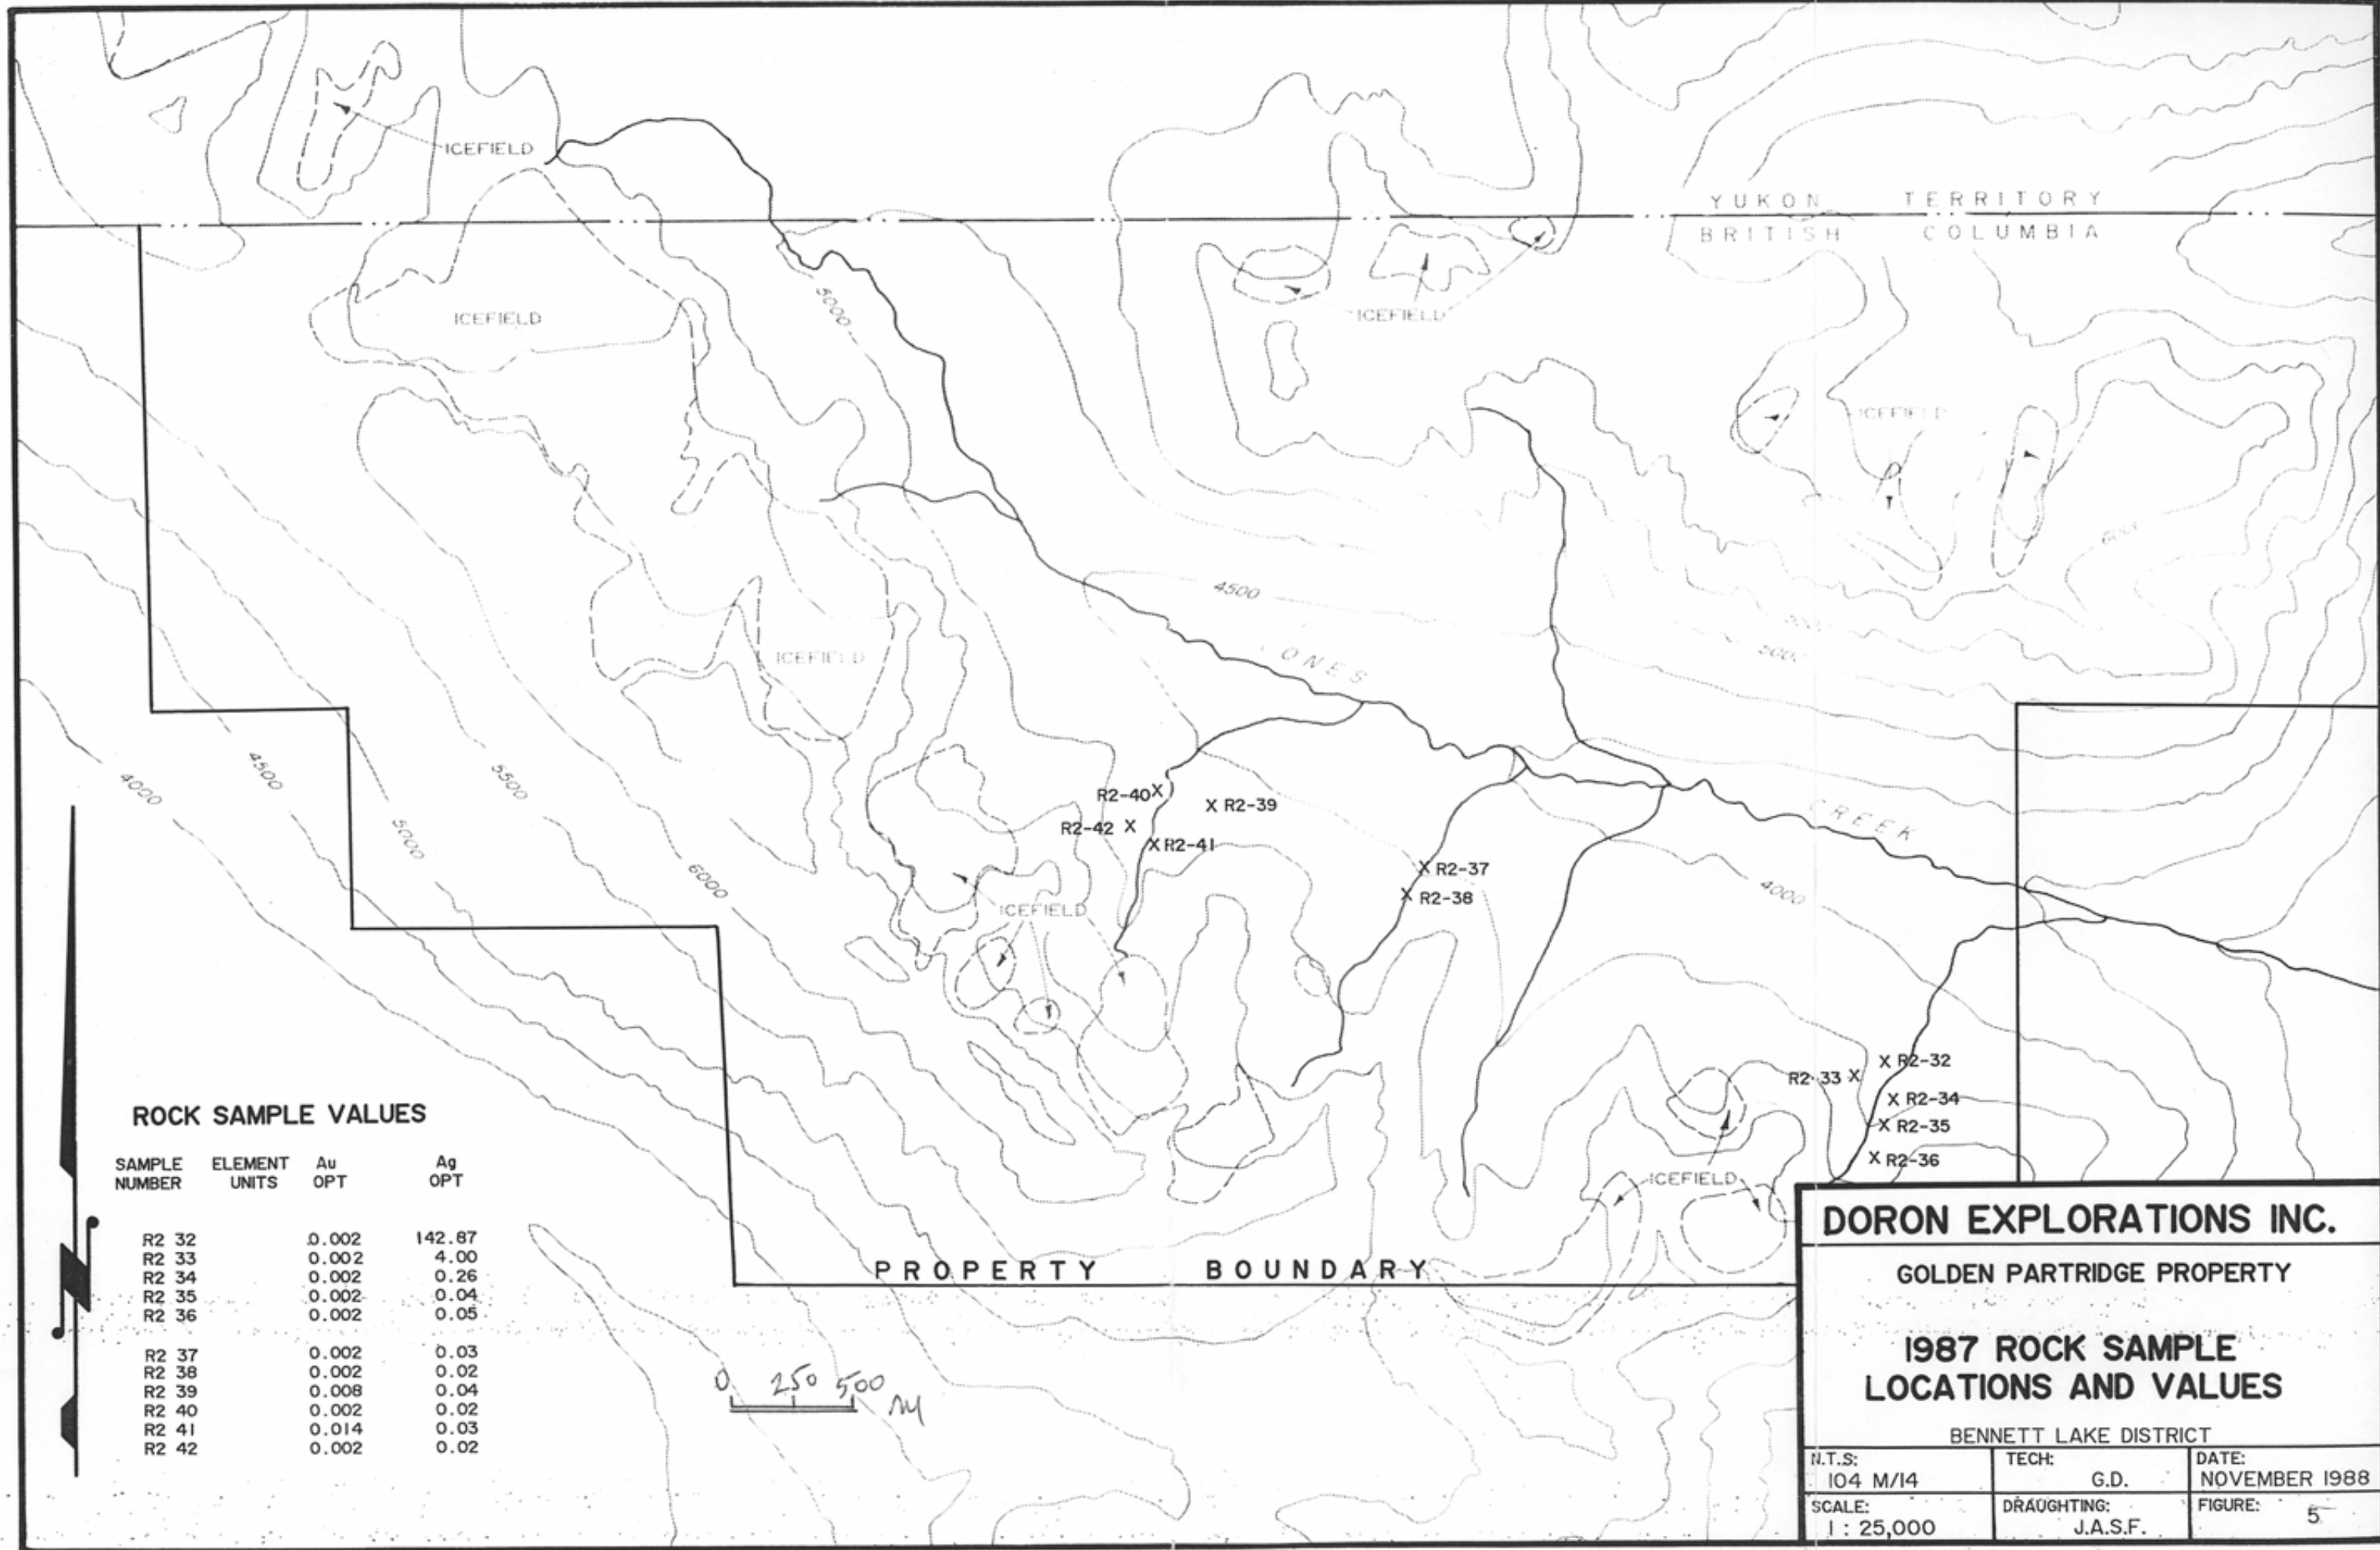 ICEFIELD
YUKON TERRITORY
BRITISH COLUMBIA
5000
ICEFIELD
ICEFIELD
ICEFIELD
4500
ICEFIELD
5000
CREEK
4000
4500
5500
5000
6000
R2-40
R2-39
R2-42
R2-41
R2-37
R2-38
4000
ICEFIELD
R2-32
R2-33
R2-34
R2-35
R2-36
ICEFIELD
PROPERTY BOUNDARY
0 250 500 M
ROCK SAMPLE VALUES
SAMPLE ELEMENT Au Ag
NUMBER UNITS OPT OPT
R2 32 0.002 142.87
R2 33 0.002 4.00
R2 34 0.002 0.26
R2 35 0.002 0.04
R2 36 0.002 0.05
R2 37 0.002 0.03
R2 38 0.002 0.02
R2 39 0.008 0.04
R2 40 0.002 0.02
R2 41 0.014 0.03
R2 42 0.002 0.02
DORON EXPLORATIONS INC.
GOLDEN PARTRIDGE PROPERTY
1987 ROCK SAMPLE
LOCATIONS AND VALUES
BENNETT LAKE DISTRICT
N.T.S: TECH: DATE:
104 M/14 G.D. NOVEMBER 1988
SCALE: DRAUGHTING: FIGURE: 5
1 : 25,000 J.A.S.F.